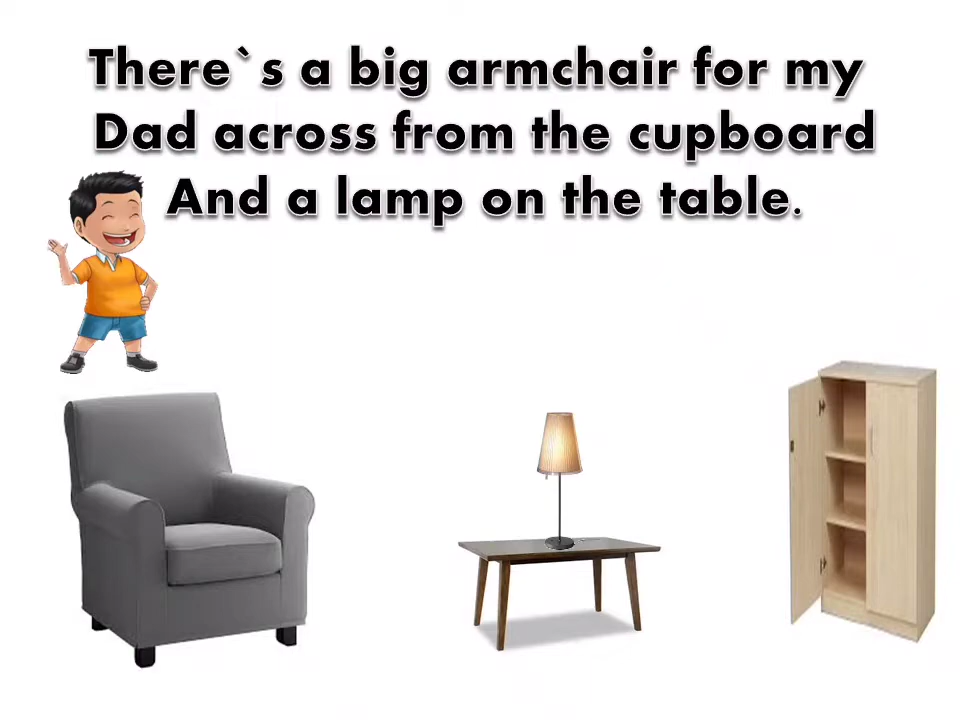 There`s a big armchair for my
Dad across from the cupboard
And a lamp on the table.